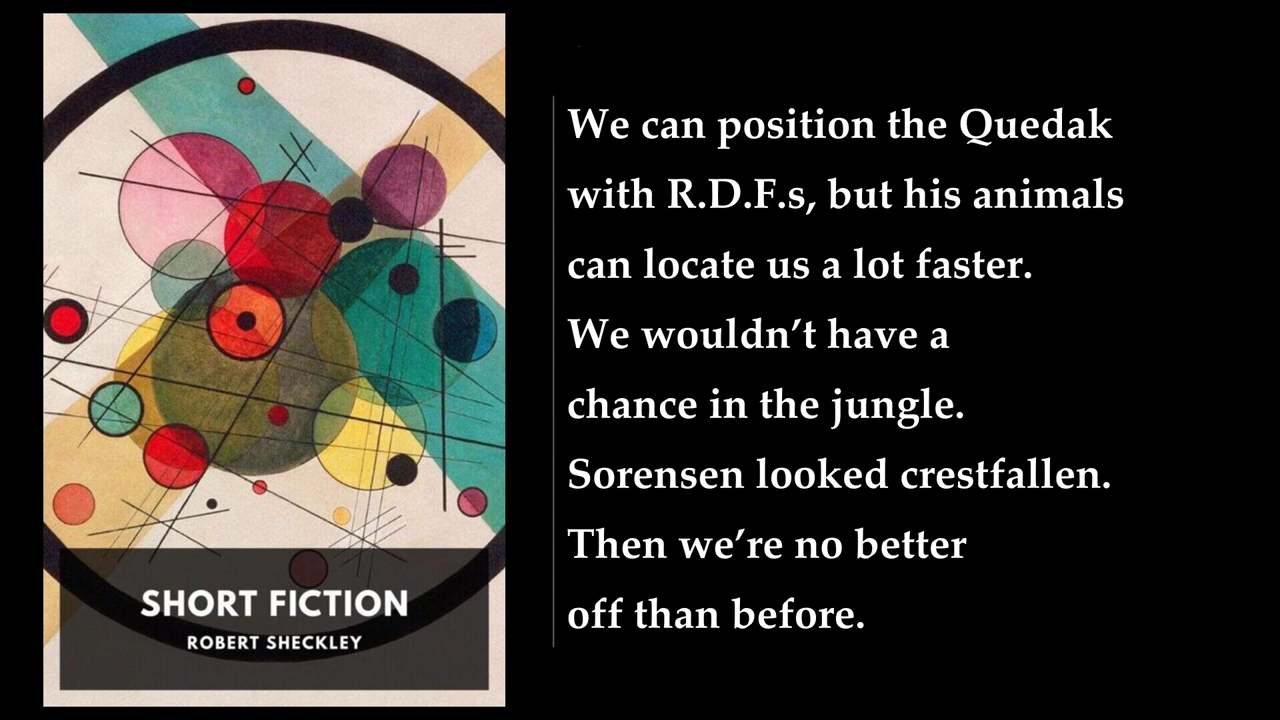 SHORT FICTION
ROBERT SHECKLEY
We can position the Quedak
with R.D.F.s, but his animals
can locate us a lot faster.
We wouldn’t have a
chance in the jungle.
Sorensen looked crestfallen.
Then we’re no better
off than before.